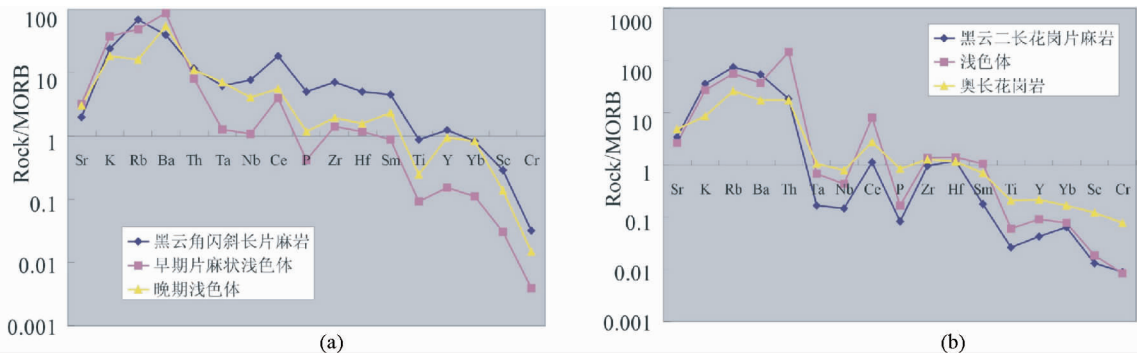 100
10
1
0.1
0.01
0.001
Rock/MORB
Sr K Rb Ba Th Ta Nb Ce P Zr Hf Sm Ti Y Yb Sc Cr
黑云角闪斜长片麻岩
早期片麻状浅色体
晚期浅色体
(a)
1000
100
10
1
0.1
0.01
0.001
Rock/MORB
Sr K Rb Ba Th Ta Nb Ce P Zr Hf Sm Ti Y Yb Sc Cr
黑云二长花岗片麻岩
浅色体
奥长花岗岩
(b)